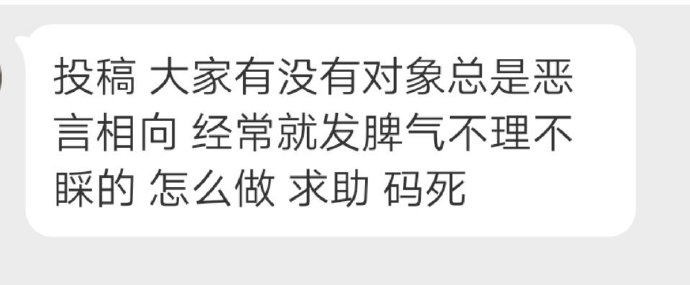 投稿 大家有没有对象总是恶
言相向 经常就发脾气不理不
睬的 怎么做 求助 码死